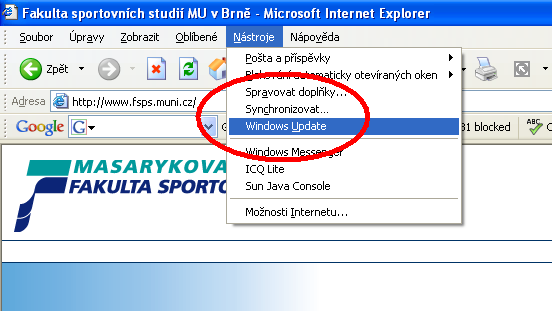 Fakulta sportovních studií MU v Brně - Microsoft Internet Explorer
Soubor Úpravy Zobrazit Oblíbené Nástroje Nápověda
Zpět
Pošta a příspěvky
Blokování automaticky otevíraných oken
Spravovat doplňky...
Adresa http://www.fsps.muni.cz/
Synchronizovat...
Google G Windows Update 31 blocked ABC
Windows Messenger
MASARYKOVA
ICQ Lite
FAKULTA SPORTO
Sun Java Console
Možnosti Internetu...